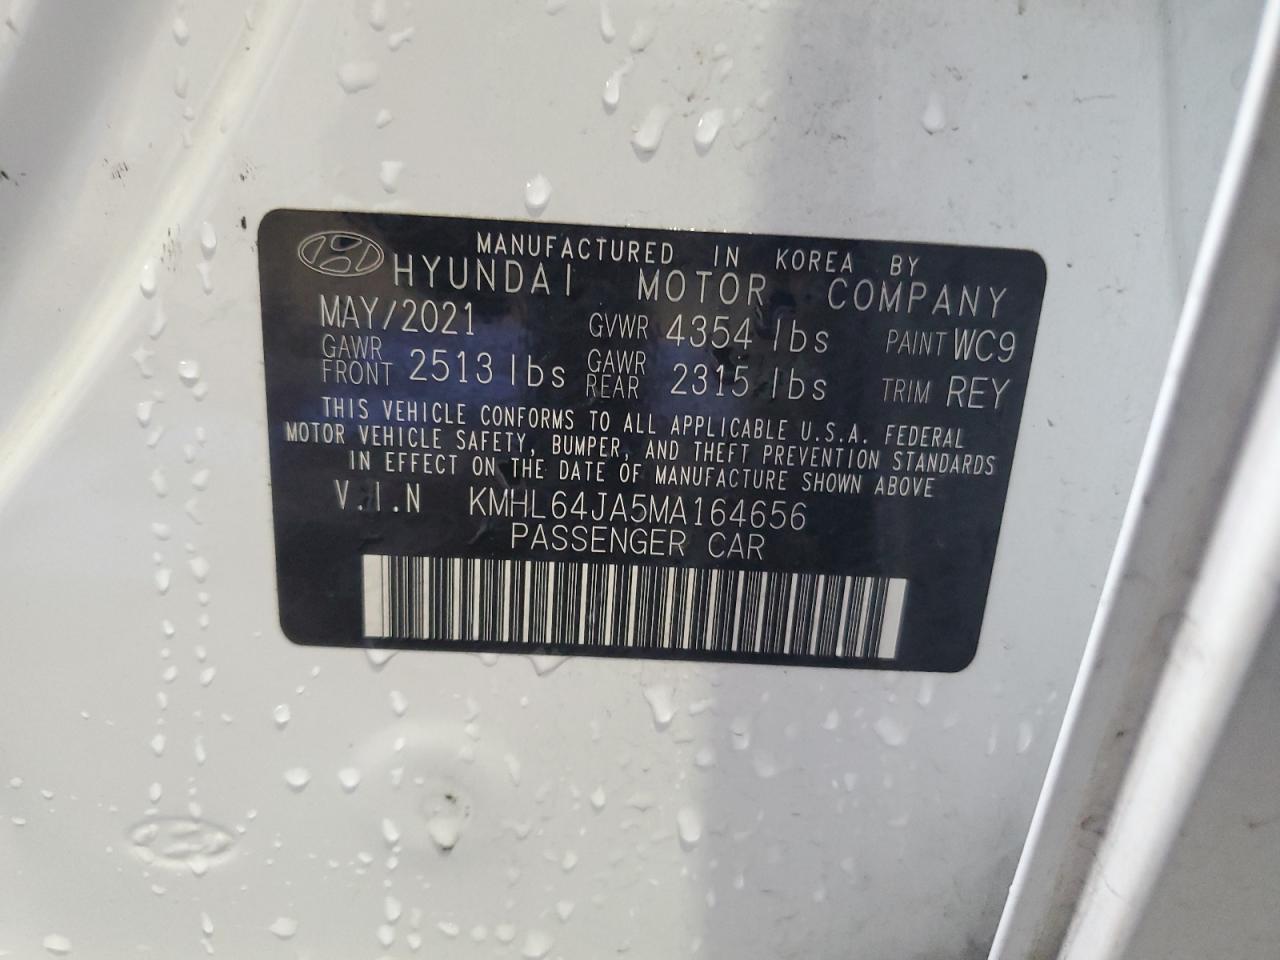 MANUFACTURED IN KOREA BY
HYUNDAI MOTOR COMPANY
MAY/2021 GVWR 4354 lbs PAINT WC9
GAWR FRONT 2513 lbs GAWR REAR 2315 lbs TRIM REY
THIS VEHICLE CONFORMS TO ALL APPLICABLE U.S.A. FEDERAL
MOTOR VEHICLE SAFETY, BUMPER, AND THEFT PREVENTION STANDARDS
IN EFFECT ON THE DATE OF MANUFACTURE SHOWN ABOVE
V.I.N KMHL64JA5MA164656
PASSENGER CAR